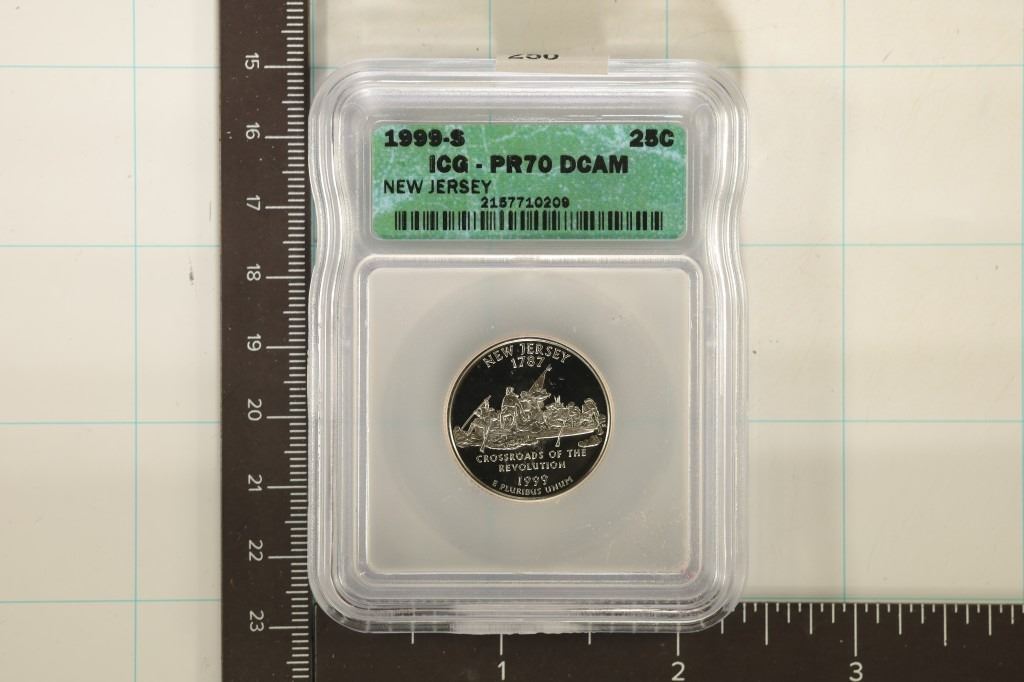 1999-S 25C
ICG - PR70 DCAM
NEW JERSEY
2157710209
NEW JERSEY
1787
CROSSROADS OF THE
REVOLUTION
1999
E PLURIBUS UNUM
15
16
17
18
19
20
21
22
23
1 2 3